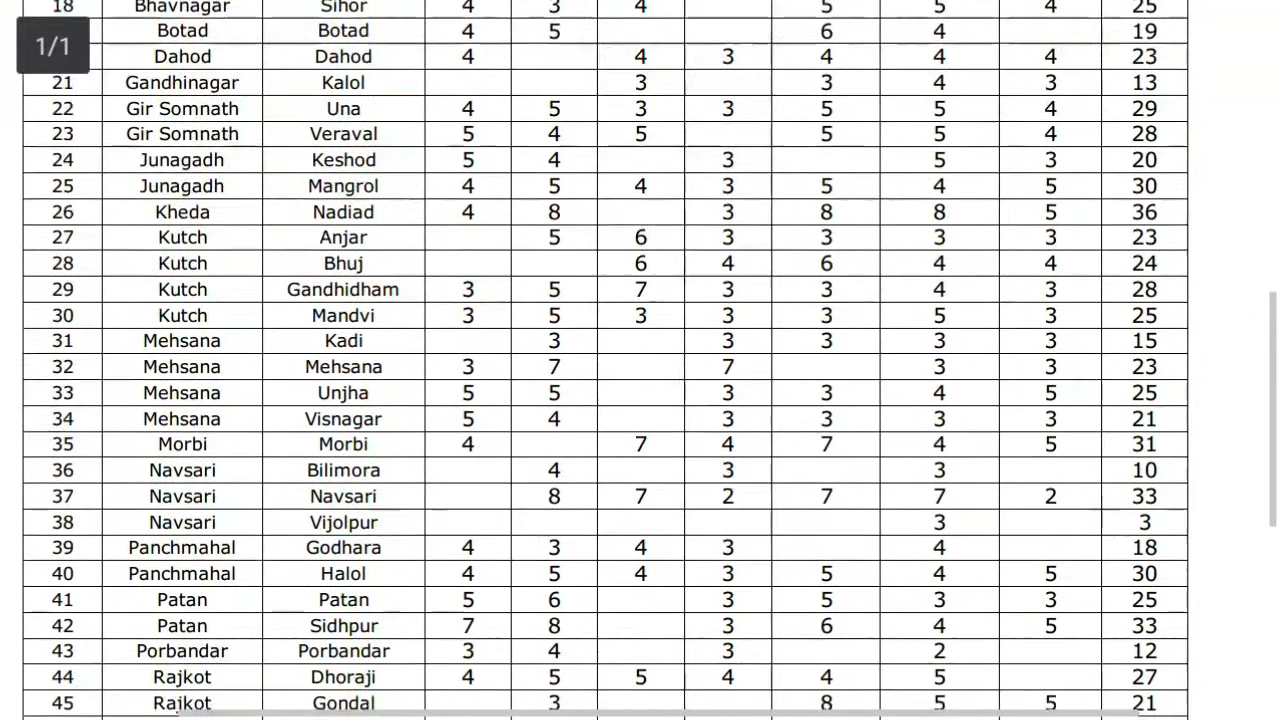 18 Bhavnagar Sihor 4 3 4 5 5 4 25
1/1 Botad Botad 4 5 6 4 19
Dahod Dahod 4 4 3 4 4 4 23
21 Gandhinagar Kalol 3 3 4 3 13
22 Gir Somnath Una 4 5 3 3 5 5 4 29
23 Gir Somnath Veraval 5 4 5 5 5 4 28
24 Junagadh Keshod 5 4 3 5 3 20
25 Junagadh Mangrol 4 5 4 3 5 4 5 30
26 Kheda Nadiad 4 8 3 8 8 5 36
27 Kutch Anjar 5 6 3 3 3 3 23
28 Kutch Bhuj 6 4 6 4 4 24
29 Kutch Gandhidham 3 5 7 3 3 4 3 28
30 Kutch Mandvi 3 5 3 3 3 5 3 25
31 Mehsana Kadi 3 3 3 3 3 15
32 Mehsana Mehsana 3 7 7 3 3 23
33 Mehsana Unjha 5 5 3 3 4 5 25
34 Mehsana Visnagar 5 4 3 3 3 3 21
35 Morbi Morbi 4 7 4 7 4 5 31
36 Navsari Bilimora 4 3 3 10
37 Navsari Navsari 8 7 2 7 7 2 33
38 Navsari Vijolpur 3 3
39 Panchmahal Godhara 4 3 4 3 4 18
40 Panchmahal Halol 4 5 4 3 5 4 5 30
41 Patan Patan 5 6 3 5 3 3 25
42 Patan Sidhpur 7 8 3 6 4 5 33
43 Porbandar Porbandar 3 4 3 2 12
44 Rajkot Dhoraji 4 5 5 4 4 5 27
45 Rajkot Gondal 3 8 5 5 21